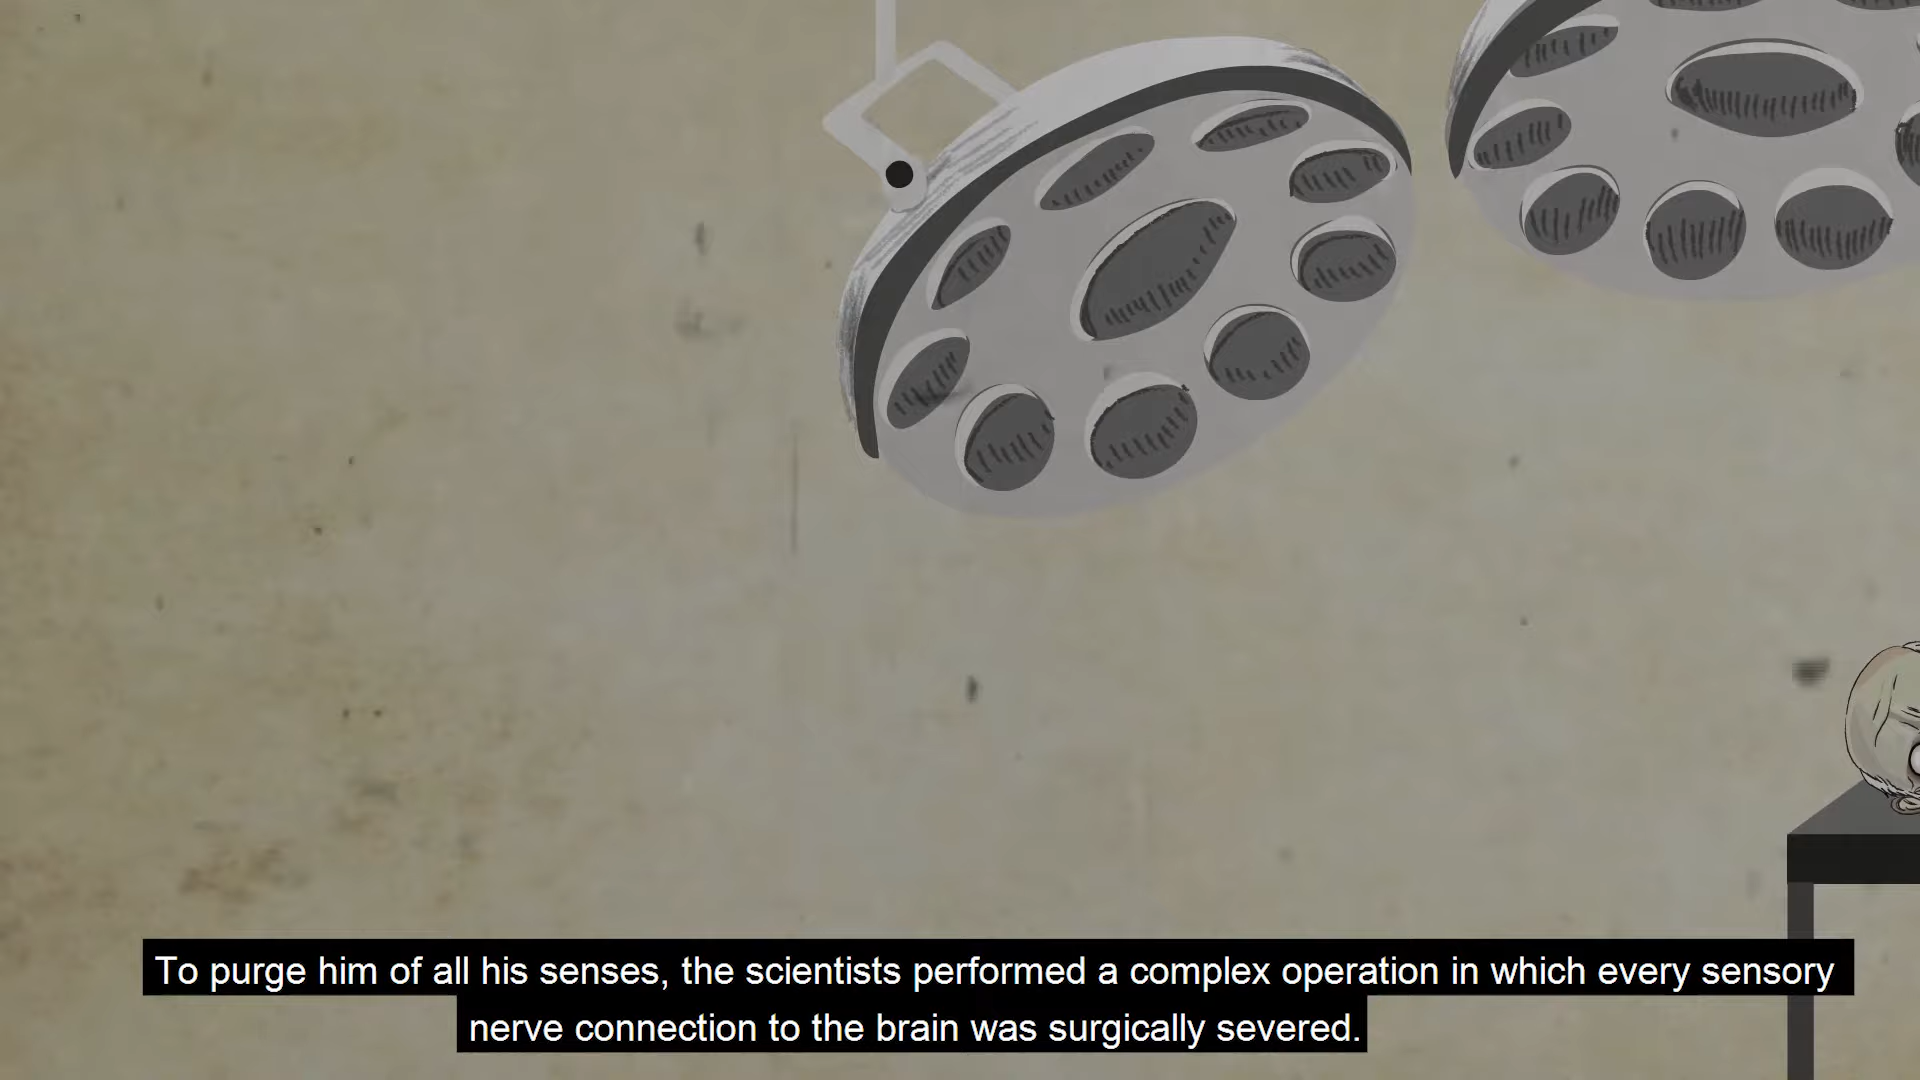 To purge him of all his senses, the scientists performed a complex operation in which every sensory
nerve connection to the brain was surgically severed.